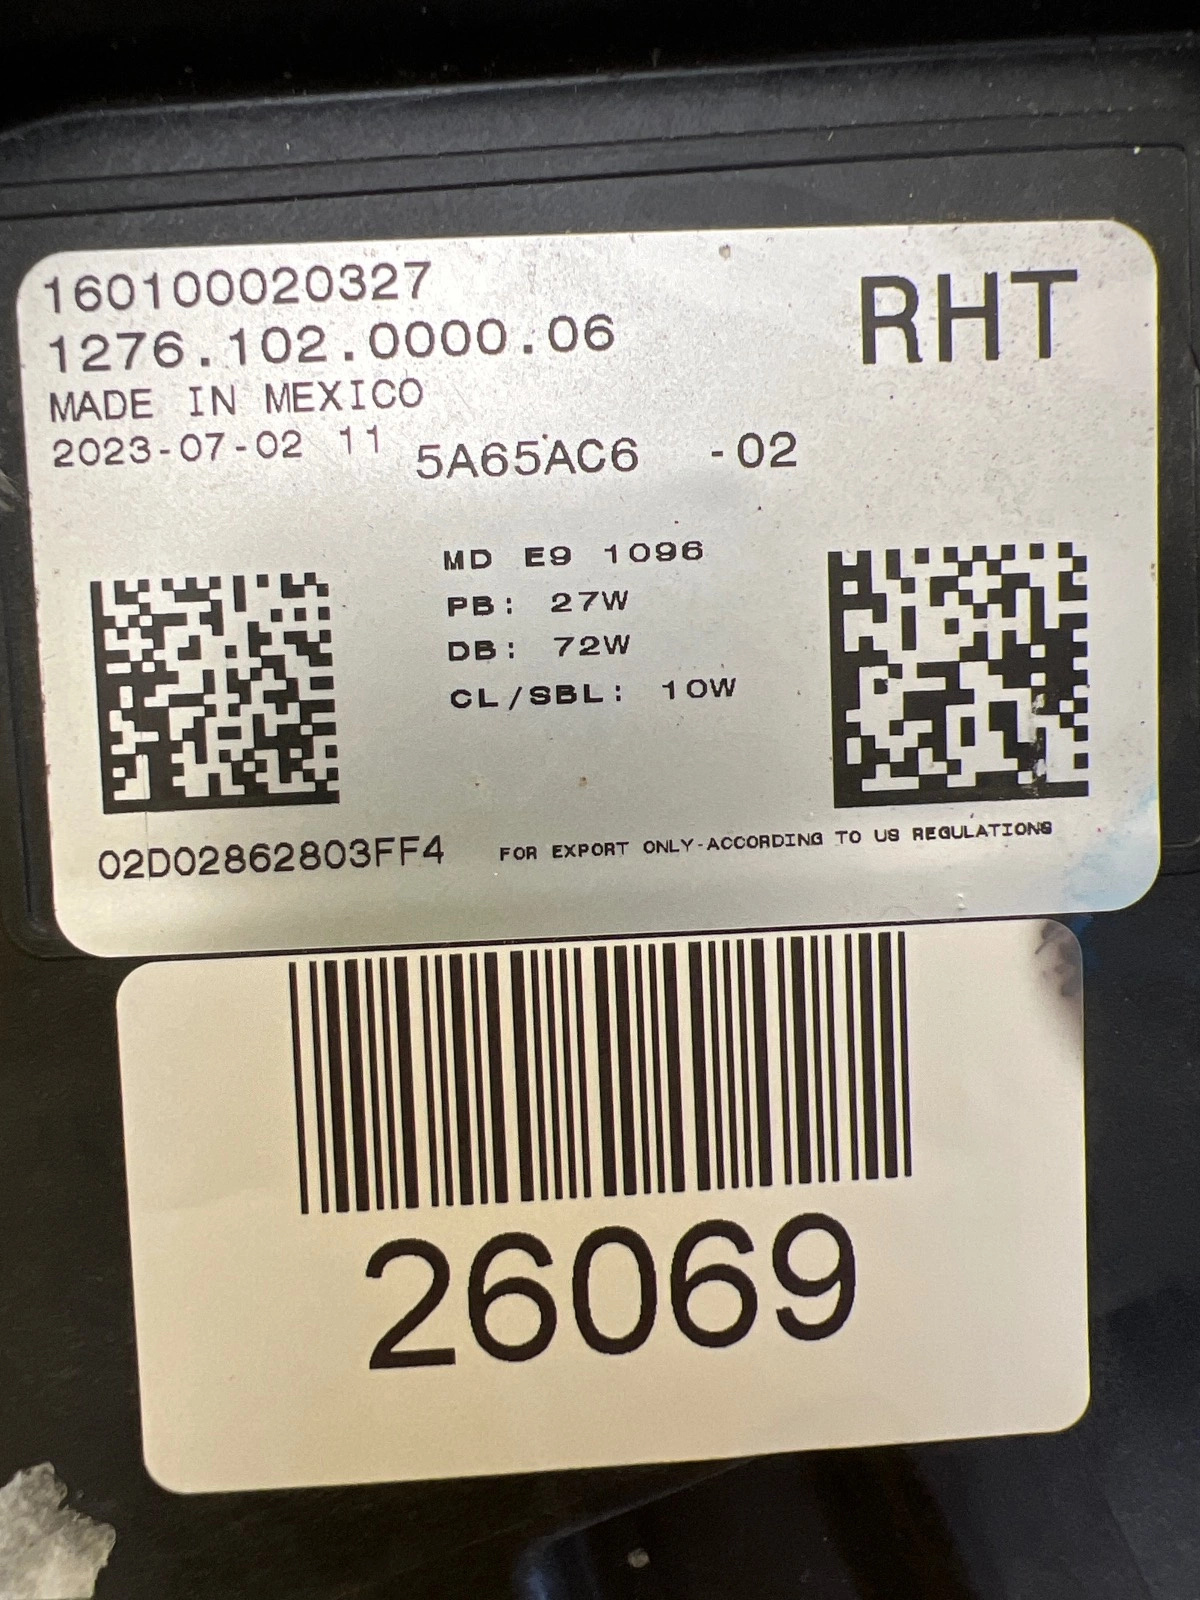 160100020327
1276.102.0000.06
RHT
MADE IN MEXICO
2023-07-02 11
5A65AC6 -02
MD E9 1096
PB: 27W
DB: 72W
CL/SBL: 10W
02D02862803FF4
FOR EXPORT ONLY-ACCORDING TO US REGULATIONS
26069